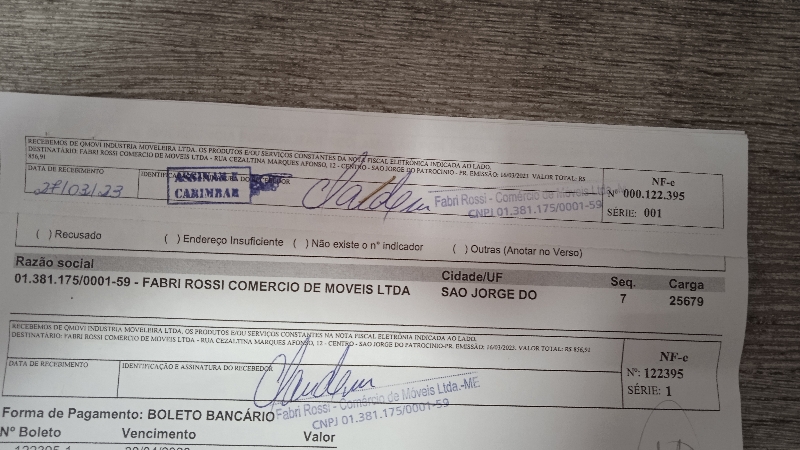 RECEBEMOS DE QMOVI INDUSTRIA MOVELEIRA LTDA. OS PRODUTOS E/OU SERVIÇOS CONSTANTES DA NOTA FISCAL ELETRÔNICA INDICADA AO LADO.
DESTINATÁRIO: FABRI ROSSI COMERCIO DE MOVEIS LTDA - RUA CEZALTINA MARQUES AFONSO, 12 - CENTRO - SAO JORGE DO PATROCINIO-PR. EMISSÃO: 16/03/2023. VALOR TOTAL: R$
856,91
DATA DE RECEBIMENTO
27/03/23
ASSINAR E
CARIMBAR
Fabri Rossi - Comércio de Móveis Ltda.-ME
CNPJ 01.381.175/0001-59
NF-e
Nº 000.122.395
SÉRIE: 001
( ) Recusado ( ) Endereço Insuficiente ( ) Não existe o n° indicador ( ) Outras (Anotar no Verso)
Razão social Cidade/UF Seq. Carga
01.381.175/0001-59 - FABRI ROSSI COMERCIO DE MOVEIS LTDA SAO JORGE DO 7 25679
RECEBEMOS DE QMOVI INDUSTRIA MOVELEIRA LTDA. OS PRODUTOS E/OU SERVIÇOS CONSTANTES NA NOTA FISCAL ELETRÔNICA INDICADA AO LADO.
DESTINATÁRIO: FABRI ROSSI COMERCIO DE MOVEIS LTDA - RUA CEZALTINA MARQUES AFONSO, 12 - CENTRO - SAO JORGE DO PATROCINIO-PR. EMISSÃO: 16/03/2023. VALOR TOTAL: R$ 856,91
DATA DE RECEBIMENTO IDENTIFICAÇÃO E ASSINATURA DO RECEBEDOR
NF-e
Nº: 122395
SÉRIE: 1
Fabri Rossi - Comércio de Móveis Ltda.-ME
CNPJ 01.381.175/0001-59
Forma de Pagamento: BOLETO BANCÁRIO
Nº Boleto Vencimento Valor